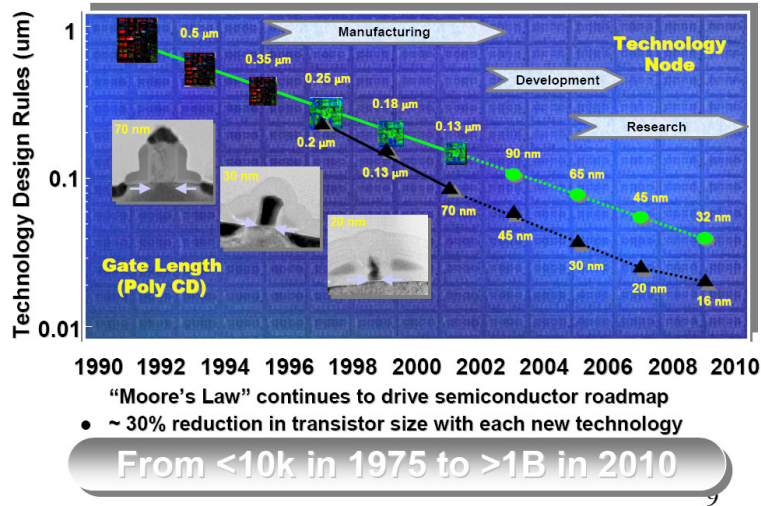 Technology Design Rules (um)
1
0.1
0.01
Manufacturing
Development
Research
Technology
Node
0.5 µm
0.35 µm
0.25 µm
0.18 µm
0.13 µm
90 nm
65 nm
45 nm
32 nm
0.2 µm
0.13 µm
70 nm
45 nm
30 nm
20 nm
16 nm
70 nm
30 nm
20 nm
Gate Length
(Poly CD)
1990 1992 1994 1996 1998 2000 2002 2004 2006 2008 2010
“Moore’s Law” continues to drive semiconductor roadmap
● ~ 30% reduction in transistor size with each new technology
From <10k in 1975 to >1B in 2010
9